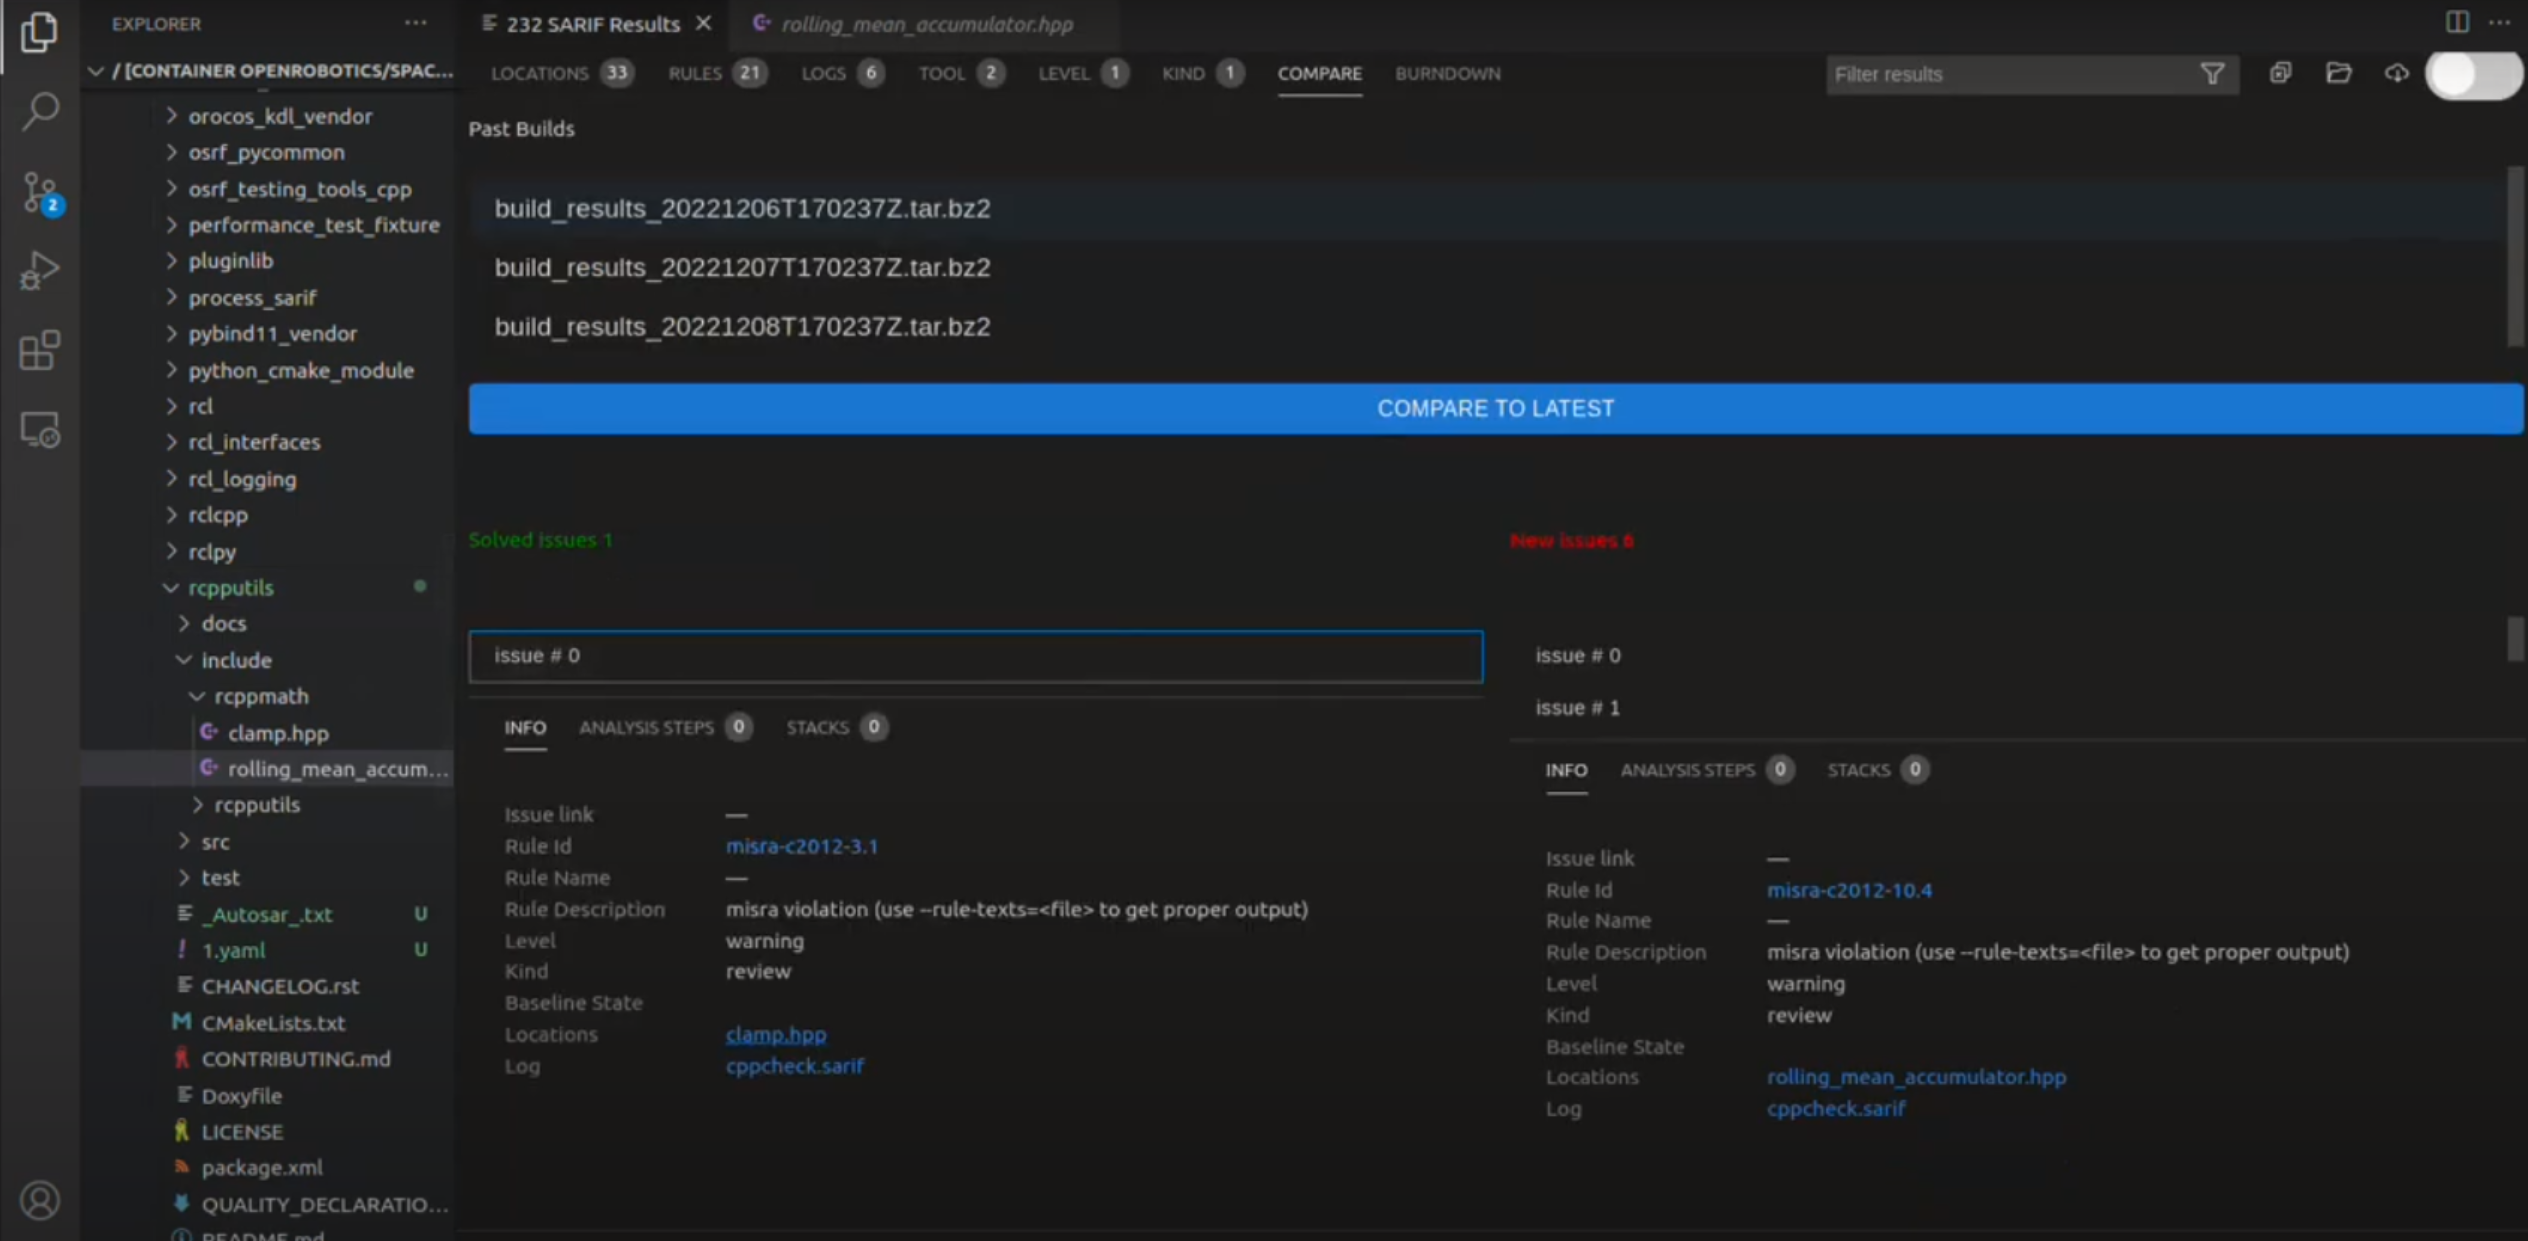 EXPLORER
/ [CONTAINER OPENROBOTICS/SPAC...
orocos_kdl_vendor
osrf_pycommon
osrf_testing_tools_cpp
performance_test_fixture
pluginlib
process_sarif
pybind11_vendor
python_cmake_module
rcl
rcl_interfaces
rcl_logging
rclcpp
rclpy
rcpputils
docs
include
rcppmath
clamp.hpp
rolling_mean_accum...
rcpputils
src
test
_Autosar_.txt U
1.yaml U
CHANGELOG.rst
CMakeLists.txt
CONTRIBUTING.md
Doxyfile
LICENSE
package.xml
QUALITY_DECLARATIO...
README.md
2
232 SARIF Results
rolling_mean_accumulator.hpp
LOCATIONS 33 RULES 21 LOGS 6 TOOL 2 LEVEL 1 KIND 1 COMPARE BURNDOWN
Filter results
Past Builds
build_results_20221206T170237Z.tar.bz2
build_results_20221207T170237Z.tar.bz2
build_results_20221208T170237Z.tar.bz2
COMPARE TO LATEST
Solved issues 1
issue # 0
INFO ANALYSIS STEPS 0 STACKS 0
Issue link —
Rule Id misra-c2012-3.1
Rule Name —
Rule Description misra violation (use --rule-texts=<file> to get proper output)
Level warning
Kind review
Baseline State
Locations clamp.hpp
Log cppcheck.sarif
New issues 6
issue # 0
issue # 1
INFO ANALYSIS STEPS 0 STACKS 0
Issue link —
Rule Id misra-c2012-10.4
Rule Name —
Rule Description misra violation (use --rule-texts=<file> to get proper output)
Level warning
Kind review
Baseline State
Locations rolling_mean_accumulator.hpp
Log cppcheck.sarif